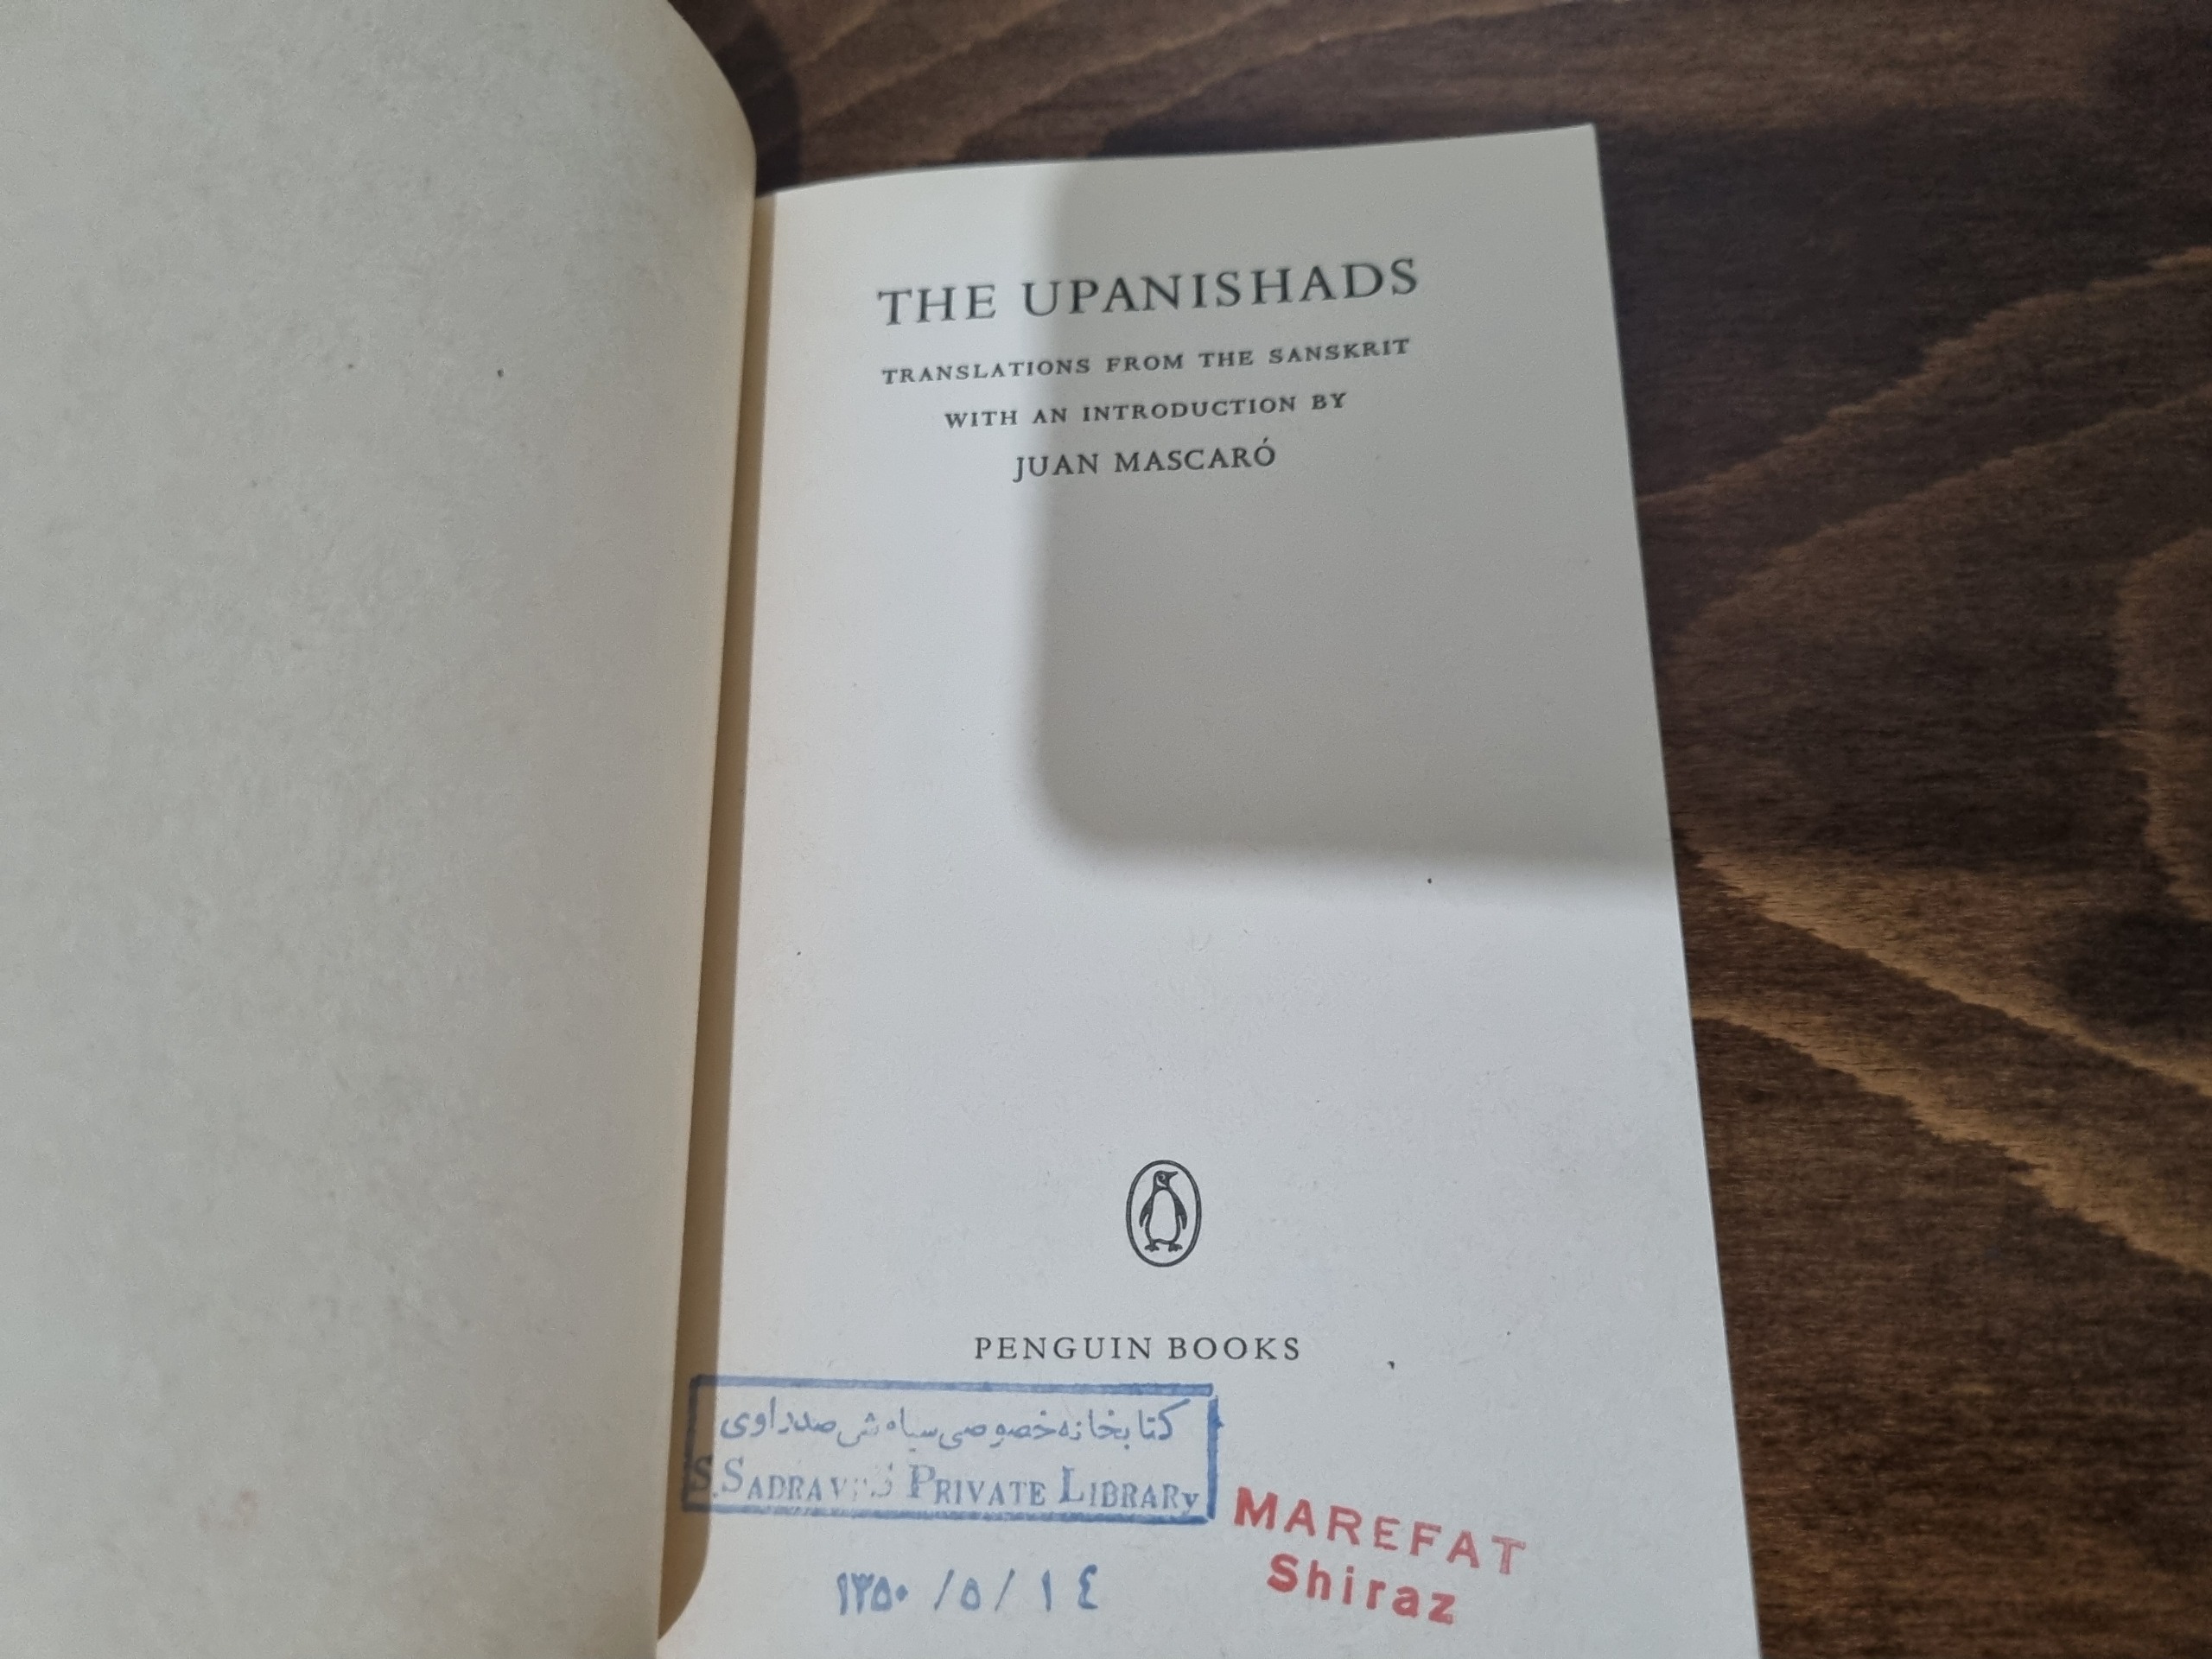 THE UPANISHADS
TRANSLATIONS FROM THE SANSKRIT
WITH AN INTRODUCTION BY
JUAN MASCARÓ
PENGUIN BOOKS
کتابخانه خصوصی صدراوی
S. PRIVATE LIBRARy
۱۳۵۰ /۵/ ۱٤
MAREFAT
Shiraz